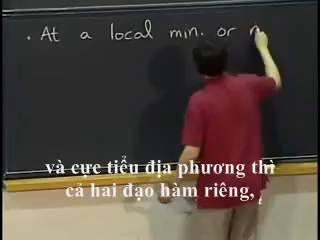 · At a local min. or
và cực tiểu địa phương thì
cả hai đạo hàm riêng,